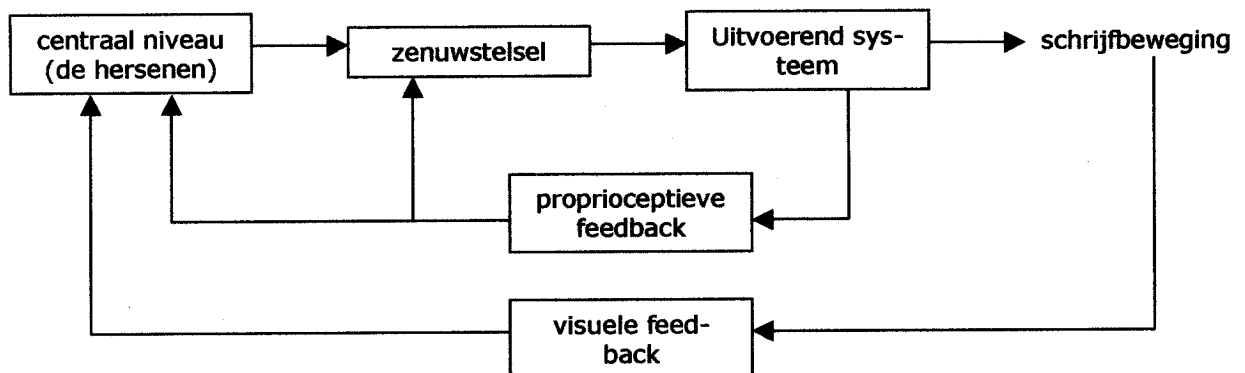 centraal niveau
(de hersenen)
zenuwstelsel
Uitvoerend sys-
teem
schrijfbeweging
proprioceptieve
feedback
visuele feed-
back